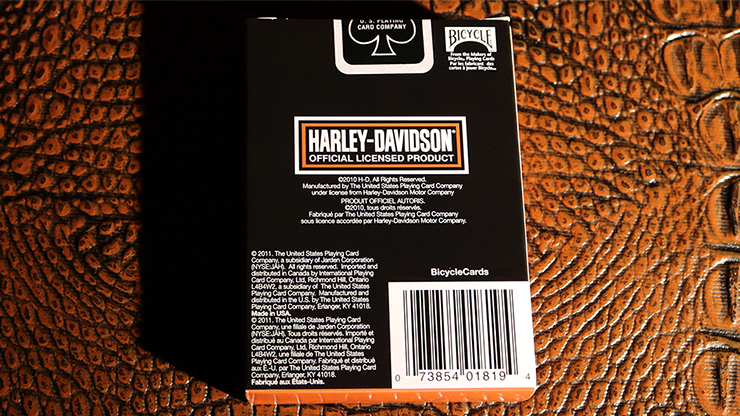 U. S. PLAYING
CARD COMPANY
BICYCLE
From the Makers of
Bicycle® Playing Cards
Par les fabricant des
cartes à jouer Bicycle®
HARLEY-DAVIDSON®
OFFICIAL LICENSED PRODUCT
©2010 H-D, All Rights Reserved.
Manufactured by The United States Playing Card Company
under license from Harley-Davidson Motor Company
PRODUIT OFFICIEL AUTORIS.
©2010, tous droits réservés.
Fabriqué par The United States Playing Card Company
sous licence accordée par Harley-Davidson Motor Company.
© 2011. The United States Playing Card
Company, a subsidiary of Jarden Corporation
(NYSE:JAH). All rights reserved. Imported and
distributed in Canada by International Playing
Card Company, Ltd, Richmond Hill, Ontario
L4B4W2, a subsidiary of The United States
Playing Card Company. Manufactured and
distributed in the U.S. by The United States
Playing Card Company, Erlanger, KY 41018.
Made in USA.
© 2011. The United States Playing Card
Company, une filiale de Jarden Corporation
(NYSE:JAH). Tous droits réservés. Importé et
distribué au Canada par International Playing
Card Company, Ltd, Richmond Hill, Ontario
L4B4W2, une filiale de The United States
Playing Card Company. Fabriqué et distribué
aux E.-U. par The United States Playing Card
Company, Erlanger, KY 41018.
Fabriqué aux États-Unis.
BicycleCards
0 73854 01819 4